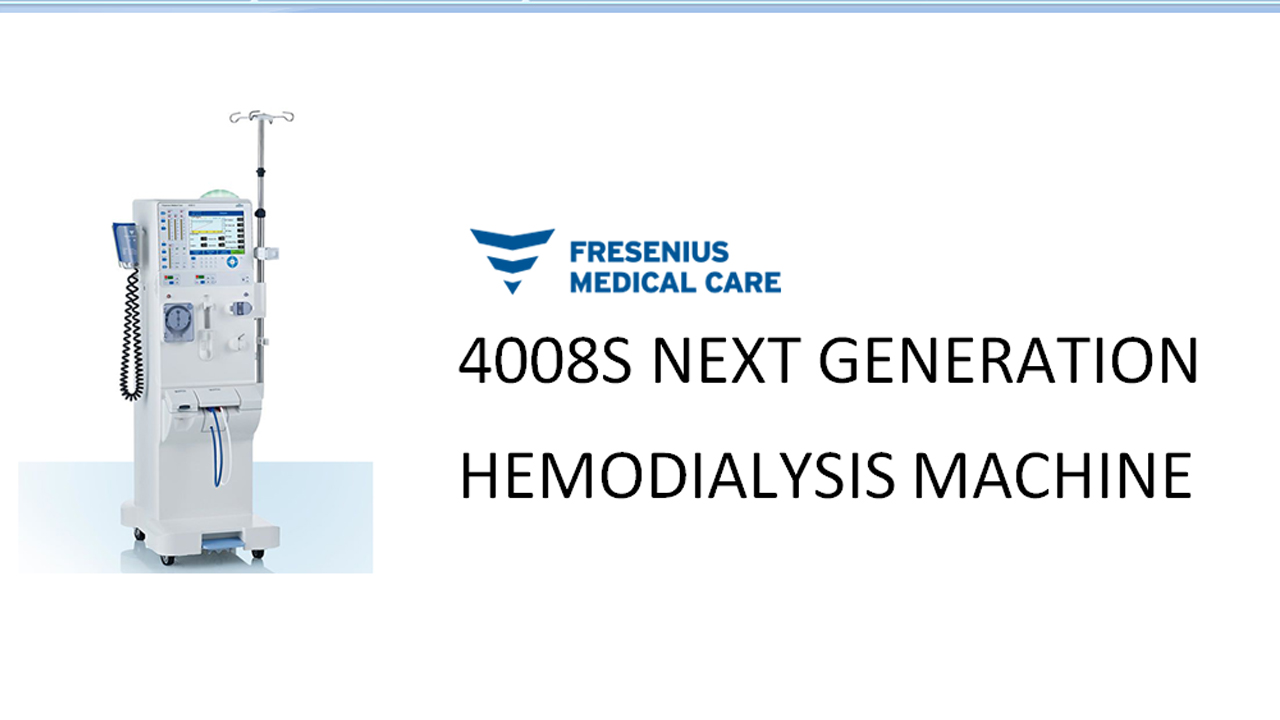 FRESENIUS
MEDICAL CARE
4008S NEXT GENERATION
HEMODIALYSIS MACHINE